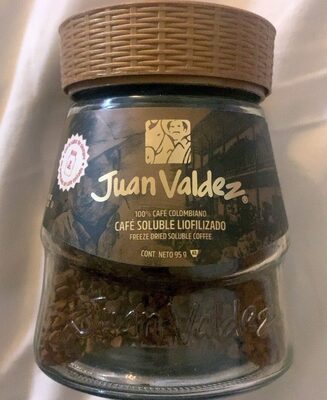 Juan Valdez®
100% CAFÉ COLOMBIANO
CAFÉ SOLUBLE LIOFILIZADO
FREEZE DRIED SOLUBLE COFFEE
CONT. NETO 95 g
Juan Valdez